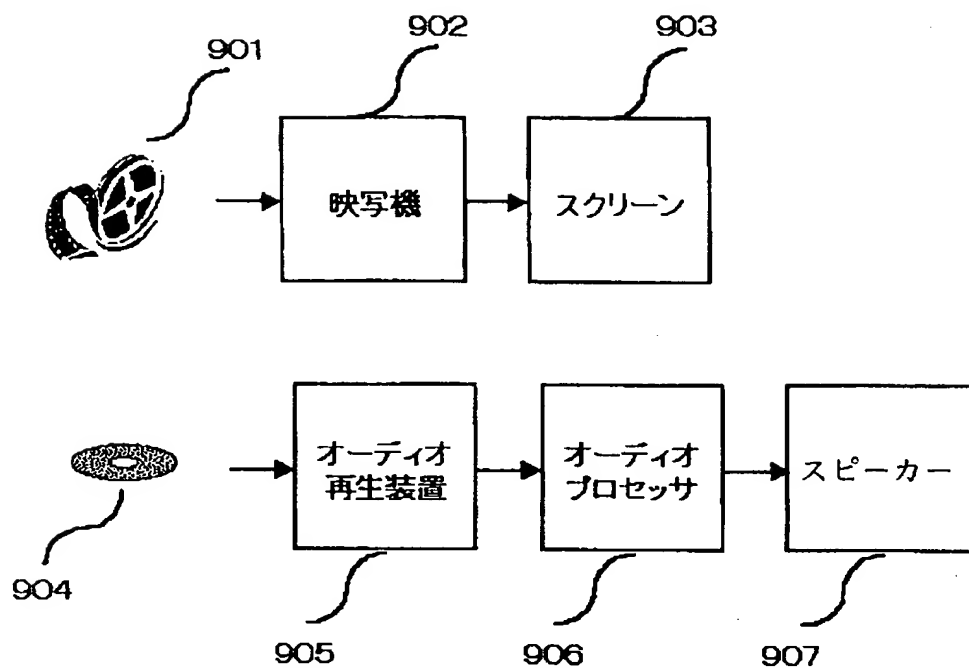 901
902
903
映写機
スクリーン
オーディオ
再生装置
オーディオ
プロセッサ
スピーカー
904
905
906
907